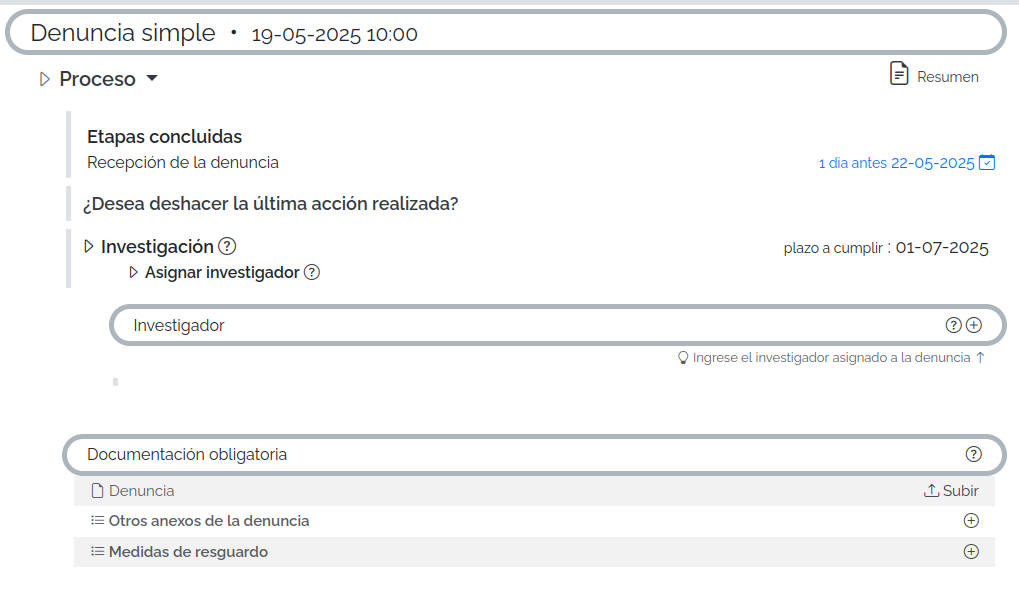 Denuncia simple • 19-05-2025 10:00
Proceso
Resumen
Etapas concluidas
Recepción de la denuncia
1 dia antes 22-05-2025
¿Desea deshacer la última acción realizada?
Investigación
plazo a cumplir : 01-07-2025
Asignar investigador
Investigador
Ingrese el investigador asignado a la denuncia ↑
Documentación obligatoria
Denuncia
Subir
Otros anexos de la denuncia
Medidas de resguardo